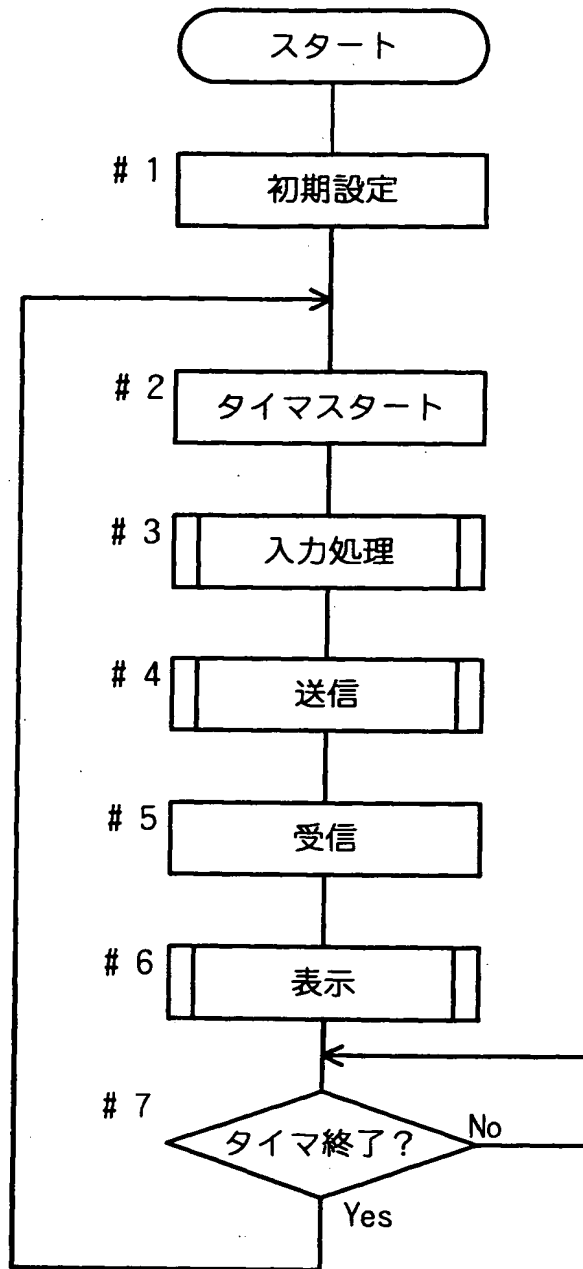 スタート
# 1
初期設定
# 2
タイマスタート
# 3
入力処理
# 4
送信
# 5
受信
# 6
表示
# 7
タイマ終了?
No
Yes